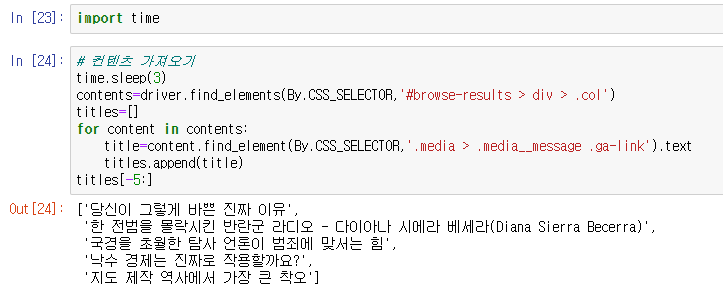 In [23]: import time
In [24]: # 컨텐츠 가져오기
time.sleep(3)
contents=driver.find_elements(By.CSS_SELECTOR,'#browse-results > div > .col')
titles=[]
for content in contents:
    title=content.find_element(By.CSS_SELECTOR,'.media > .media__message .ga-link').text
    titles.append(title)
titles[-5:]
Out[24]: ['당신이 그렇게 바쁜 진짜 이유',
 '한 전범을 몰락시킨 반란군 라디오 - 다이아나 시에라 베세라(Diana Sierra Becerra)',
 '국경을 초월한 탐사 언론이 범죄에 맞서는 힘',
 '낙수 경제는 진짜로 작용할까요?',
 '지도 제작 역사에서 가장 큰 착오']